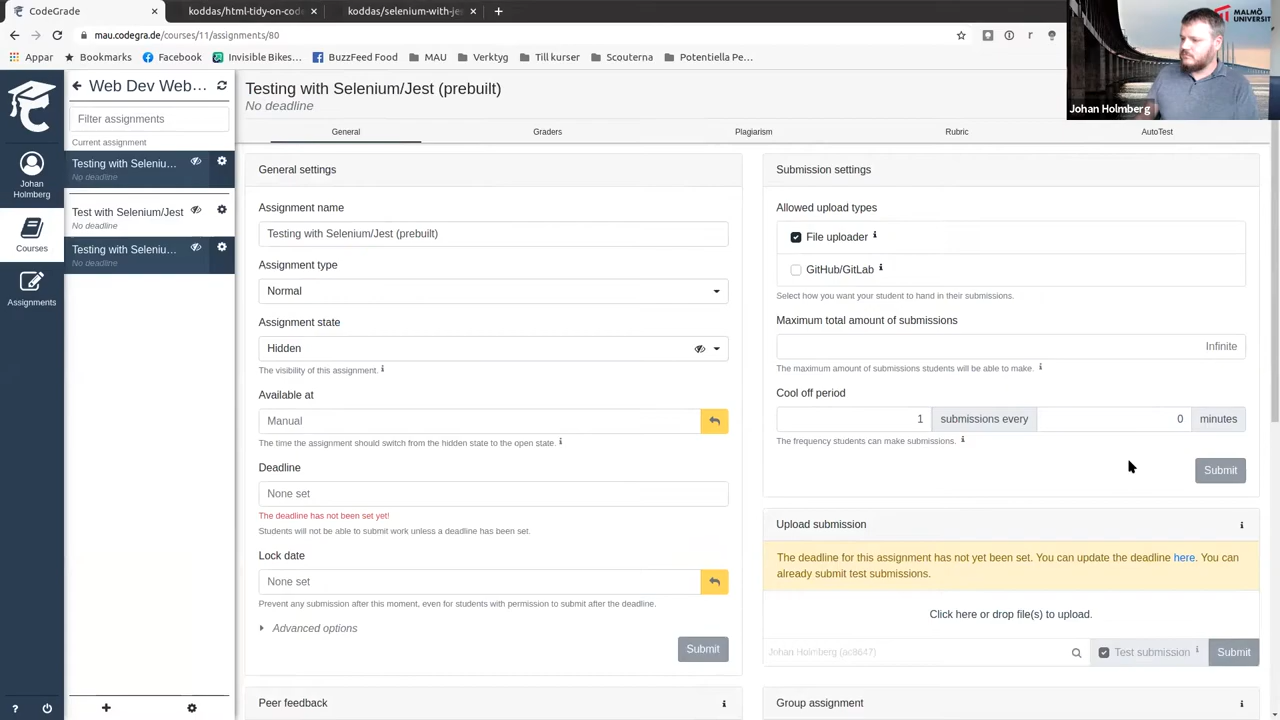 CodeGrade
koddas/html-tidy-on-cod
koddas/selenium-with-je
mau.codegra.de/courses/11/assignments/80
Appar
Bookmarks
Facebook
Invisible Bikes...
BuzzFeed Food
MAU
Verktyg
Till kurser
Scouterna
Potentiella Pe...
MALMÖ
UNIVERSIT
Johan Holmberg
Johan
Holmberg
Courses
Assignments
Web Dev Web...
Filter assignments
Current assignment
Testing with Seleniu...
No deadline
Test with Selenium/Jest
No deadline
Testing with Seleniu...
No deadline
Testing with Selenium/Jest (prebuilt)
No deadline
General
Graders
Plagiarism
Rubric
AutoTest
General settings
Assignment name
Testing with Selenium/Jest (prebuilt)
Assignment type
Normal
Assignment state
Hidden
The visibility of this assignment.
Available at
Manual
The time the assignment should switch from the hidden state to the open state.
Deadline
None set
The deadline has not been set yet!
Students will not be able to submit work unless a deadline has been set.
Lock date
None set
Prevent any submission after this moment, even for students with permission to submit after the deadline.
Advanced options
Submit
Peer feedback
Submission settings
Allowed upload types
File uploader
GitHub/GitLab
Select how you want your student to hand in their submissions.
Maximum total amount of submissions
Infinite
The maximum amount of submissions students will be able to make.
Cool off period
1 submissions every 0 minutes
The frequency students can make submissions.
Submit
Upload submission
The deadline for this assignment has not yet been set. You can update the deadline here. You can
already submit test submissions.
Click here or drop file(s) to upload.
Johan Holmberg (ac8647)
Test submission
Submit
Group assignment